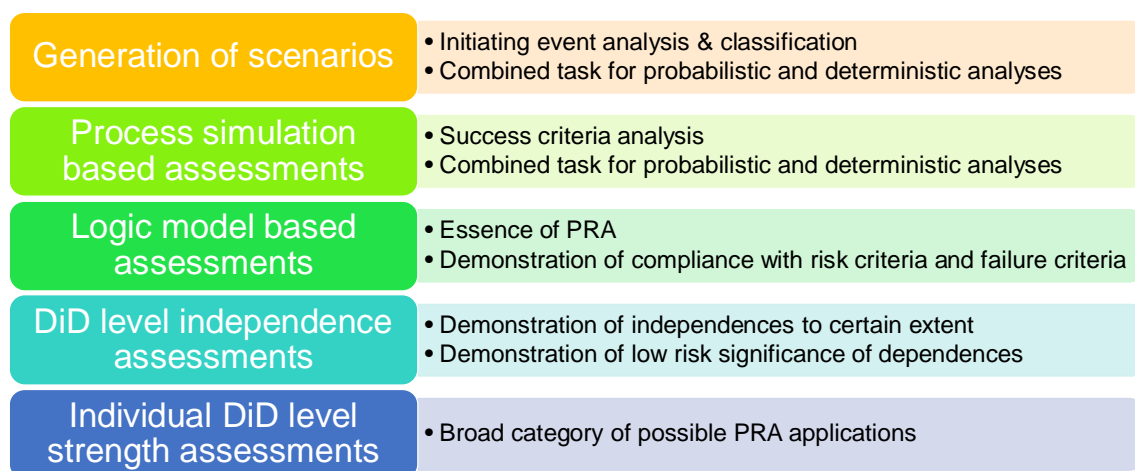 Generation of scenarios
• Initiating event analysis & classification
• Combined task for probabilistic and deterministic analyses
Process simulation
based assessments
• Success criteria analysis
• Combined task for probabilistic and deterministic analyses
Logic model based
assessments
• Essence of PRA
• Demonstration of compliance with risk criteria and failure criteria
DiD level independence
assessments
• Demonstration of independences to certain extent
• Demonstration of low risk significance of dependences
Individual DiD level
strength assessments
• Broad category of possible PRA applications